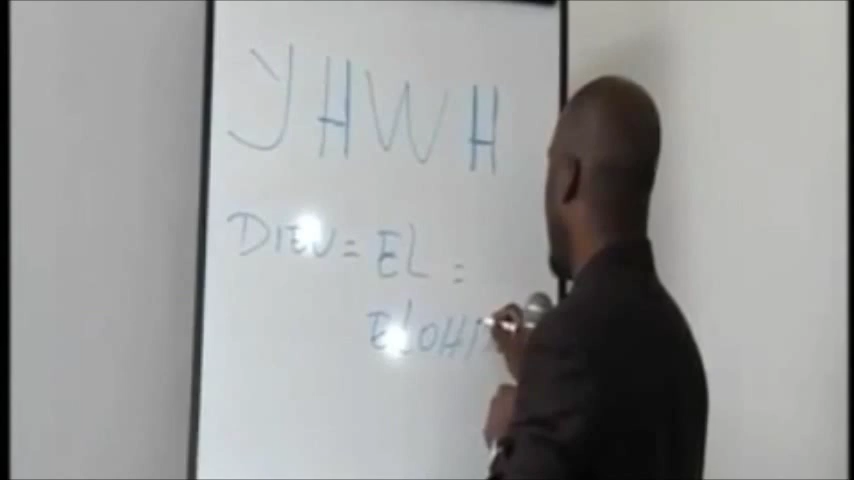 YHWH
DIEU = EL =
ELOHI